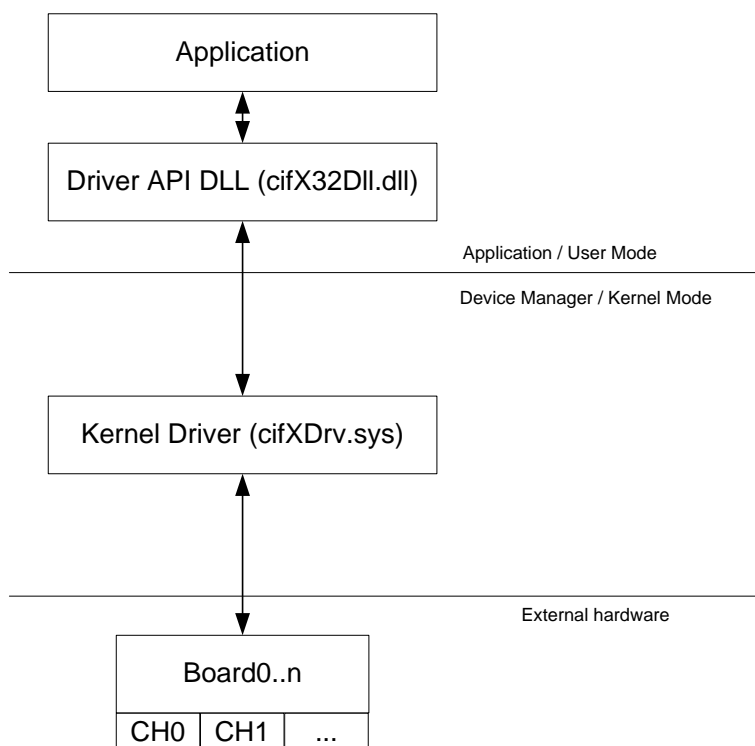 Application
Driver API DLL (cifX32Dll.dll)
Application / User Mode
Device Manager / Kernel Mode
Kernel Driver (cifXDrv.sys)
External hardware
Board0..n
CH0 CH1 ...